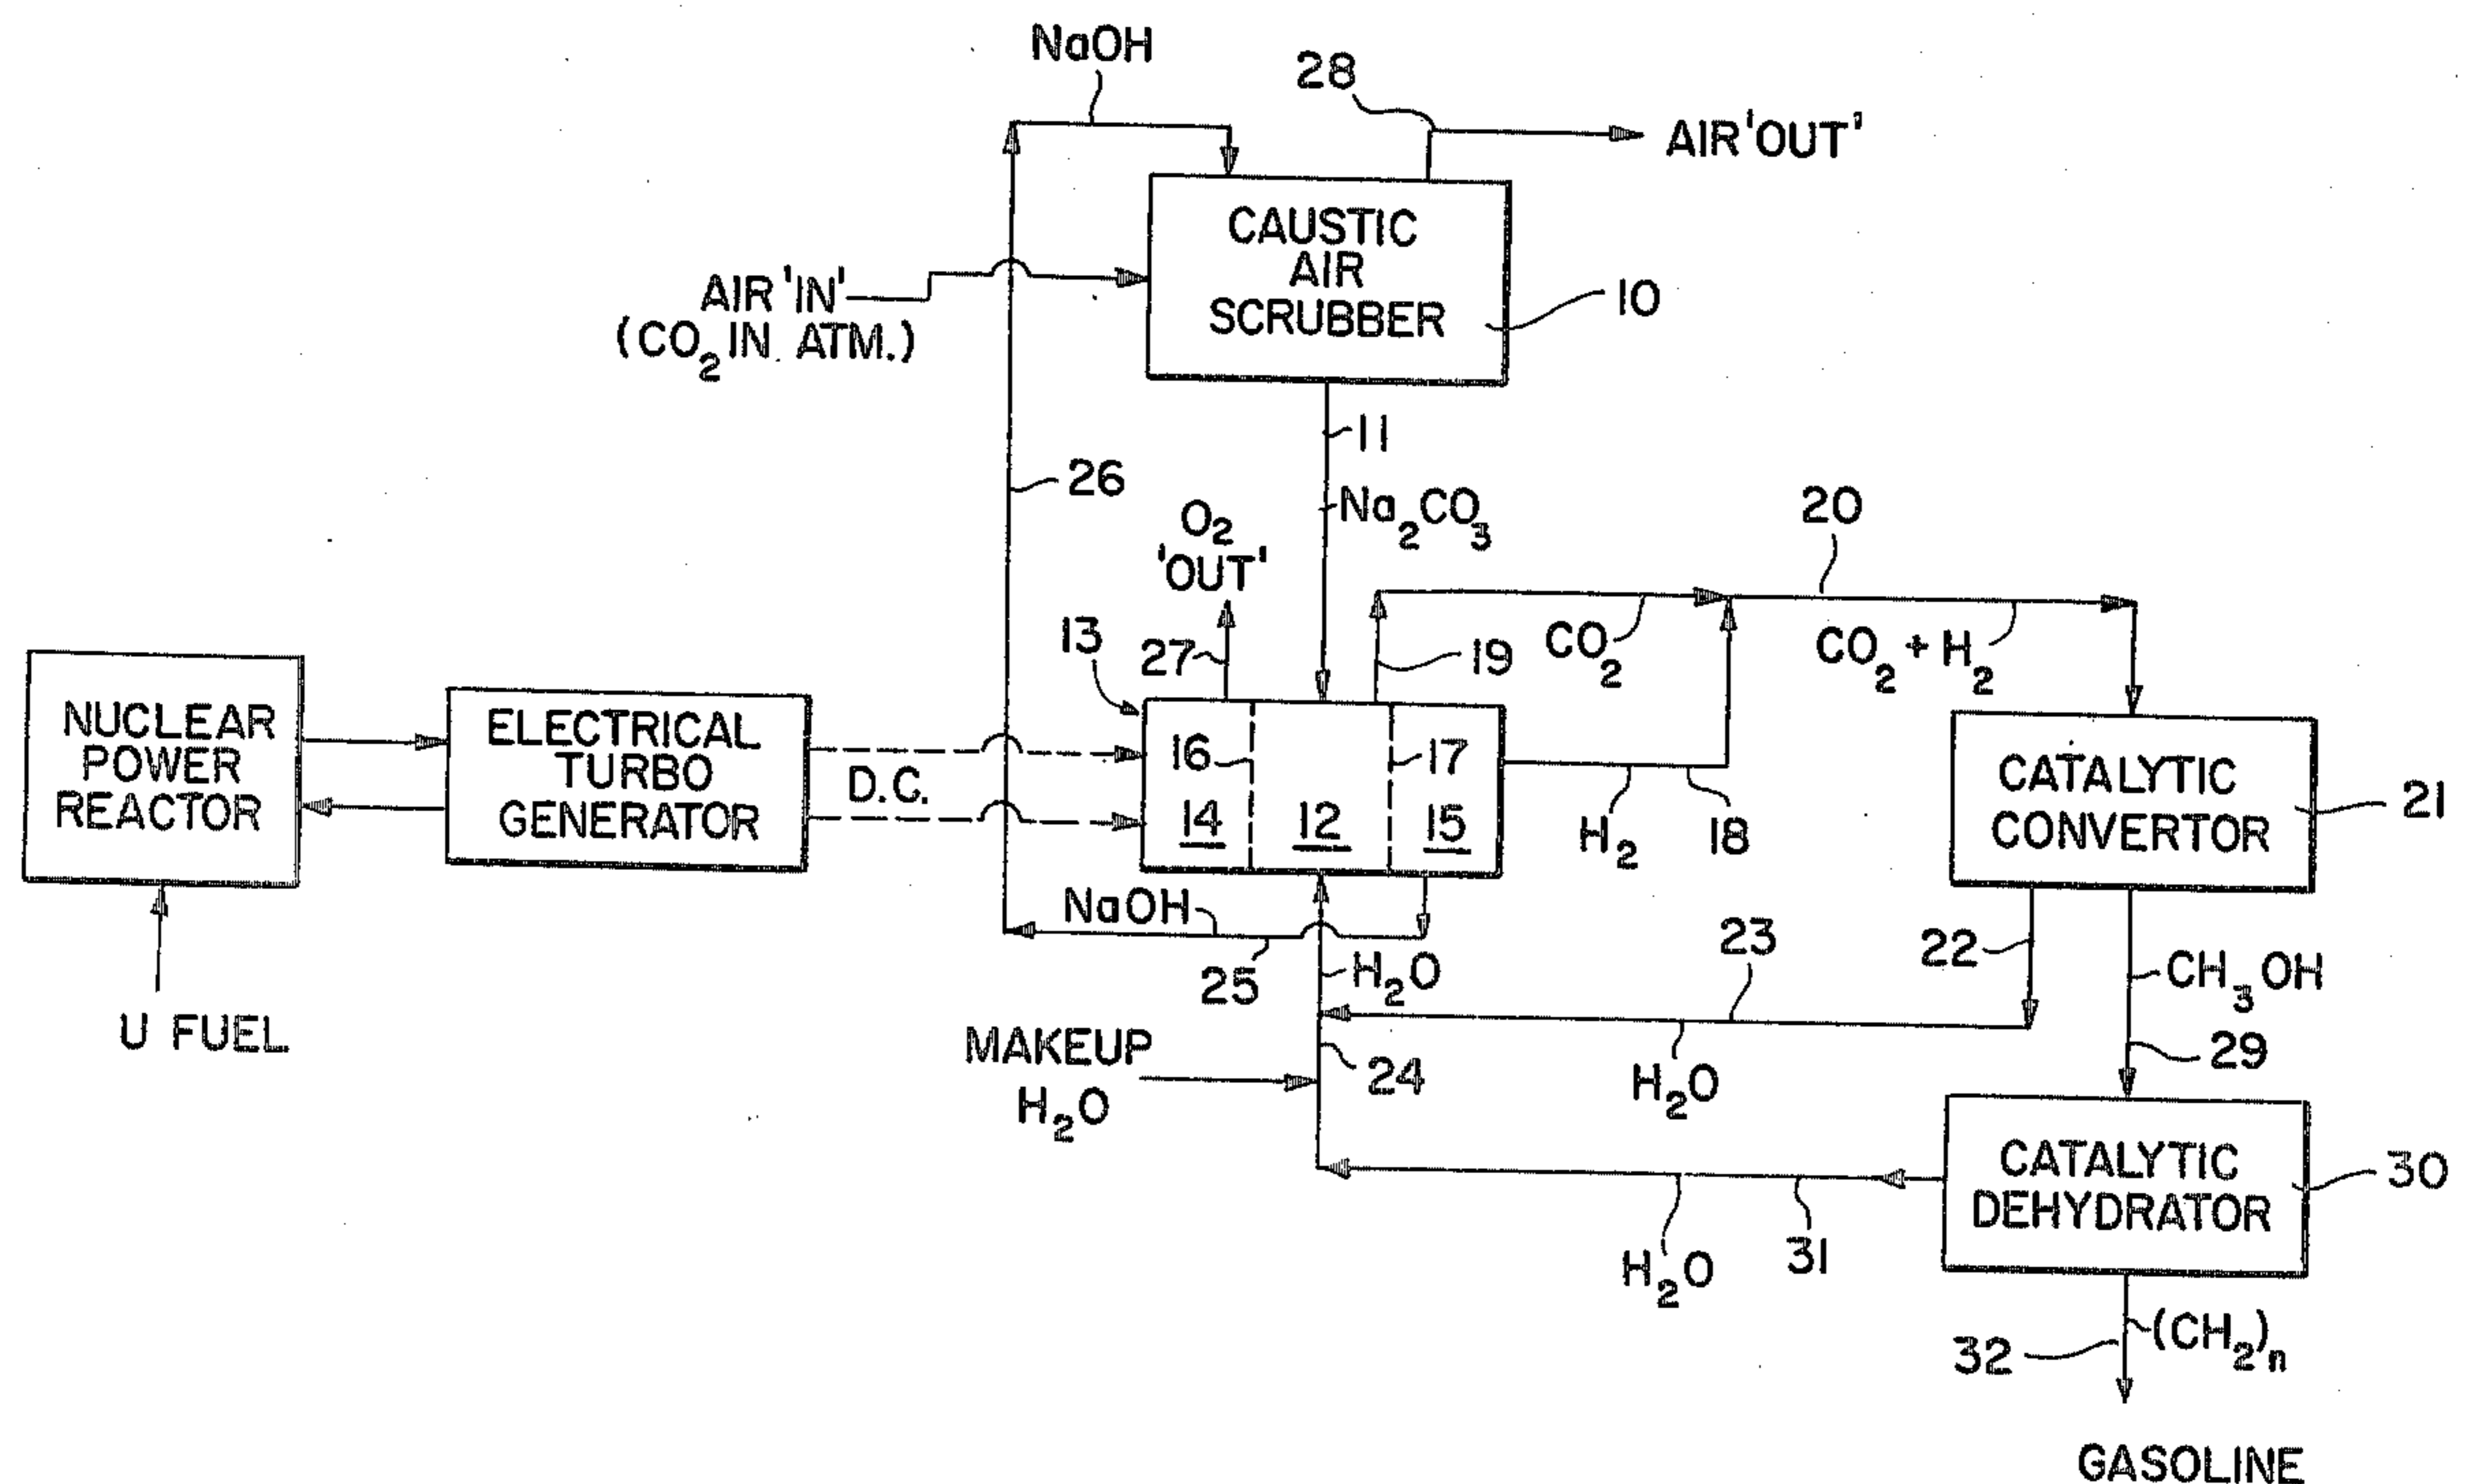 NaOH
28
AIR 'OUT'
CAUSTIC
AIR
SCRUBBER
10
AIR 'IN'
(CO₂ IN ATM.)
11
26
Na₂CO₃
O₂
'OUT'
20
13
27
19
CO₂
CO₂ + H₂
NUCLEAR
POWER
REACTOR
ELECTRICAL
TURBO
GENERATOR
D.C.
16
17
14
12
15
H₂
18
CATALYTIC
CONVERTOR
21
NaOH
25
H₂O
23
22
CH₃OH
U FUEL
MAKEUP
H₂O
24
H₂O
29
CATALYTIC
DEHYDRATOR
30
H₂O
31
32
(CH₂)ₙ
GASOLINE